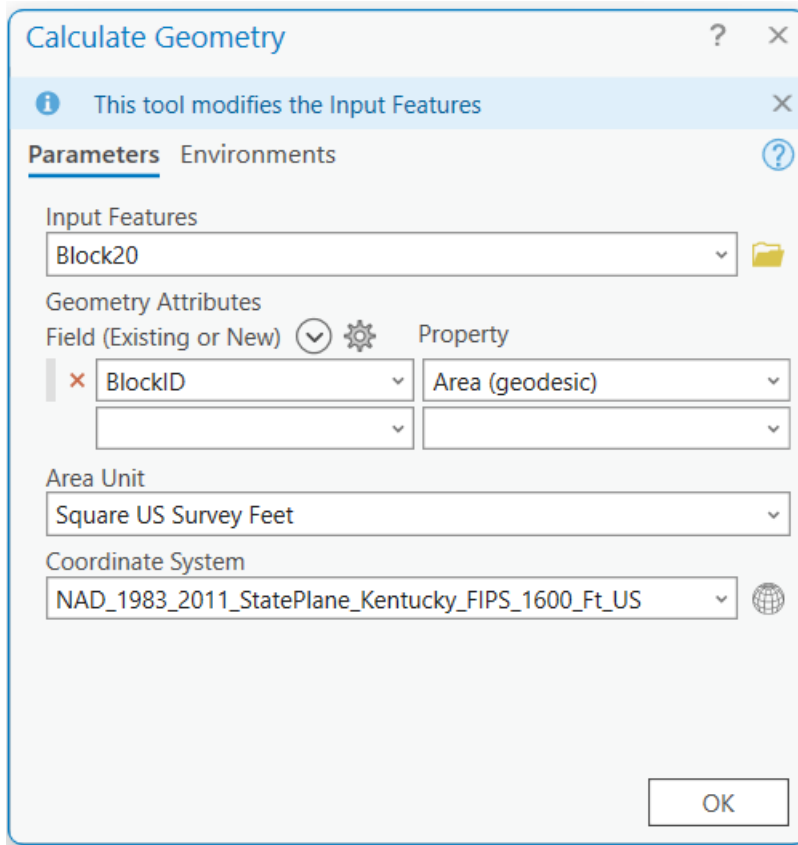 Calculate Geometry ? ×
This tool modifies the Input Features ×
Parameters Environments ?
Input Features
Block20
Geometry Attributes
Field (Existing or New) Property
× BlockID Area (geodesic)
Area Unit
Square US Survey Feet
Coordinate System
NAD_1983_2011_StatePlane_Kentucky_FIPS_1600_Ft_US
OK